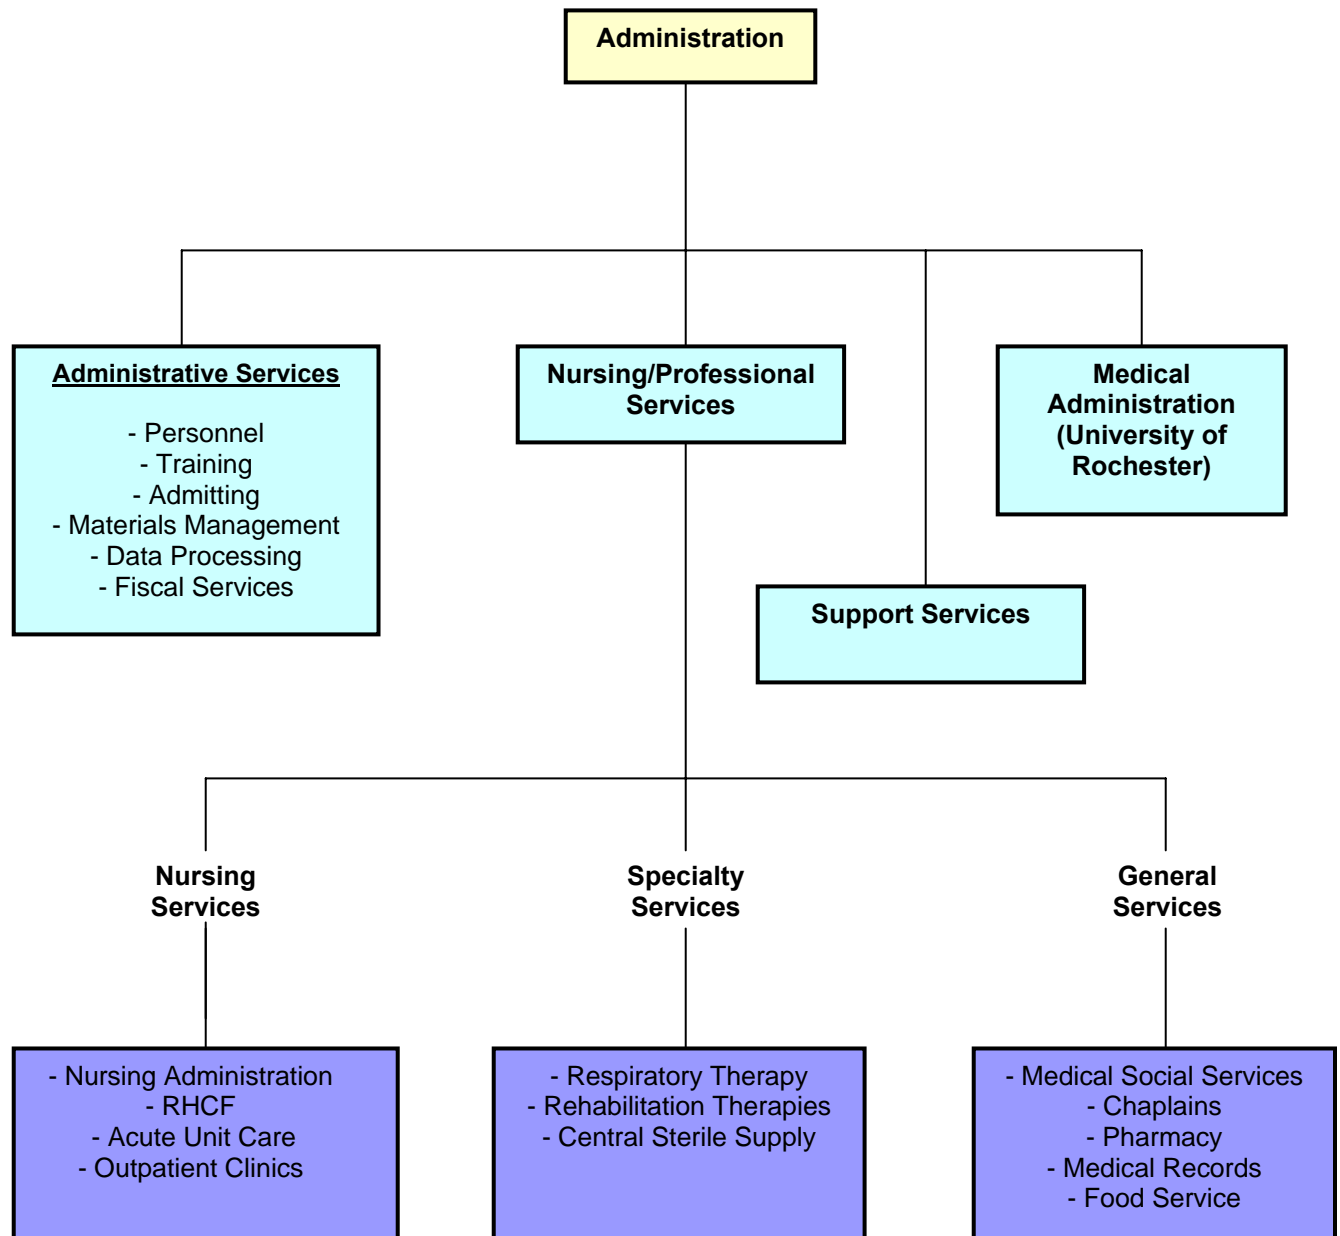 Administration
Administrative Services
- Personnel
- Training
- Admitting
- Materials Management
- Data Processing
- Fiscal Services
Nursing/Professional
Services
Medical
Administration
(University of
Rochester)
Support Services
Nursing
Services
Specialty
Services
General
Services
- Nursing Administration
- RHCF
- Acute Unit Care
- Outpatient Clinics
- Respiratory Therapy
- Rehabilitation Therapies
- Central Sterile Supply
- Medical Social Services
- Chaplains
- Pharmacy
- Medical Records
- Food Service